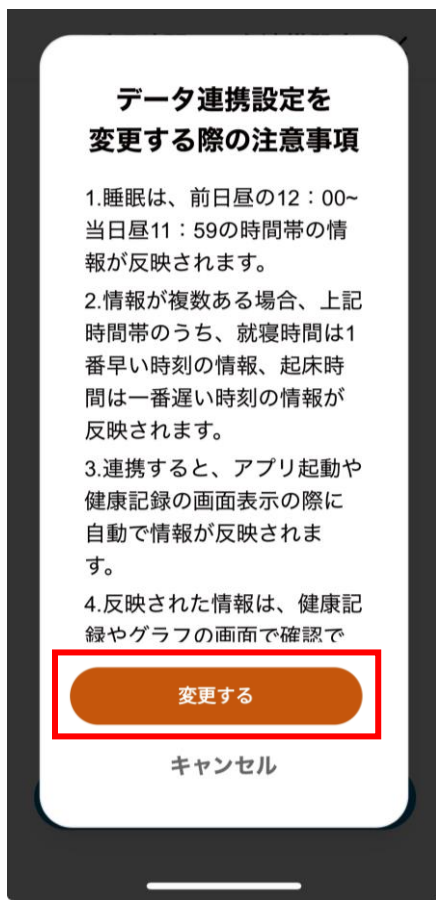 データ連携設定を
変更する際の注意事項
1.睡眠は、前日昼の12：00~
当日昼11：59の時間帯の情
報が反映されます。
2.情報が複数ある場合、上記
時間帯のうち、就寝時間は1
番早い時刻の情報、起床時
間は一番遅い時刻の情報が
反映されます。
3.連携すると、アプリ起動や
健康記録の画面表示の際に
自動で情報が反映されま
す。
4.反映された情報は、健康記
録やグラフの画面で確認で
変更する
キャンセル